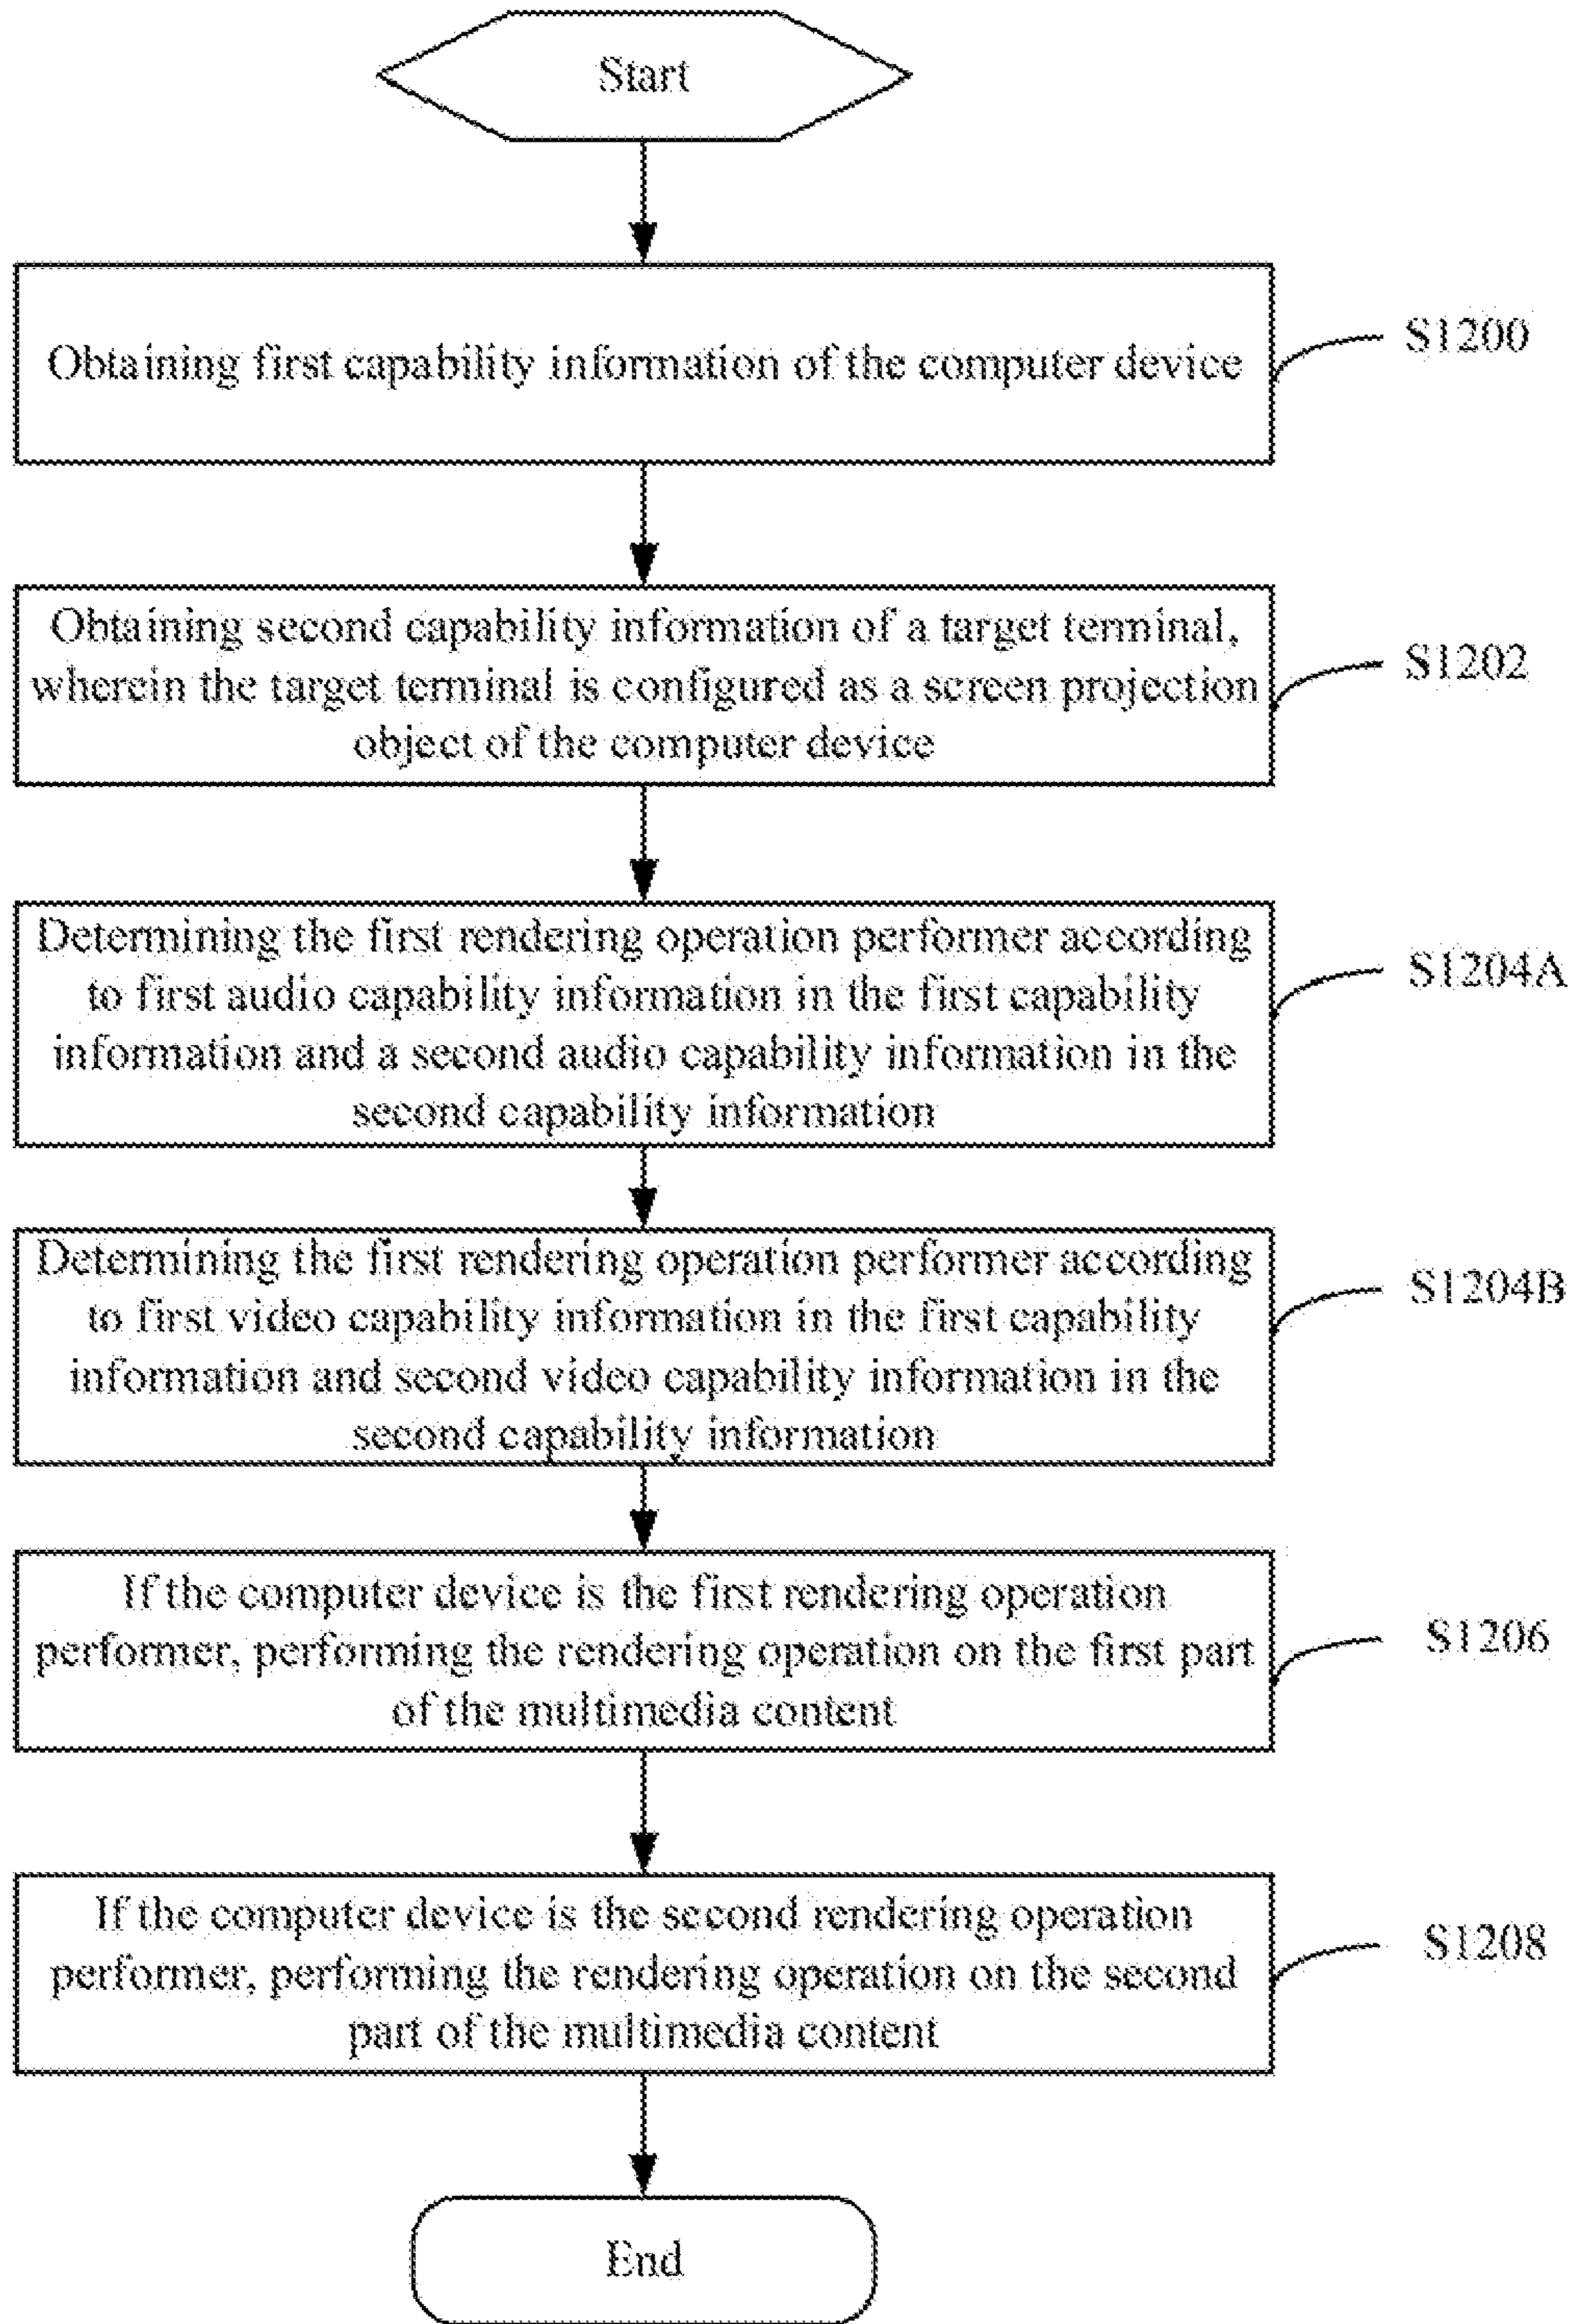 Start
Obtaining first capability information of the computer device
S1200
Obtaining second capability information of a target terminal,
wherein the target terminal is configured as a screen projection
object of the computer device
S1202
Determining the first rendering operation performer according
to first audio capability information in the first capability
information and a second audio capability information in the
second capability information
S1204A
Determining the first rendering operation performer according
to first video capability information in the first capability
information and second video capability information in the
second capability information
S1204B
If the computer device is the first rendering operation
performer, performing the rendering operation on the first part
of the multimedia content
S1206
If the computer device is the second rendering operation
performer, performing the rendering operation on the second
part of the multimedia content
S1208
End